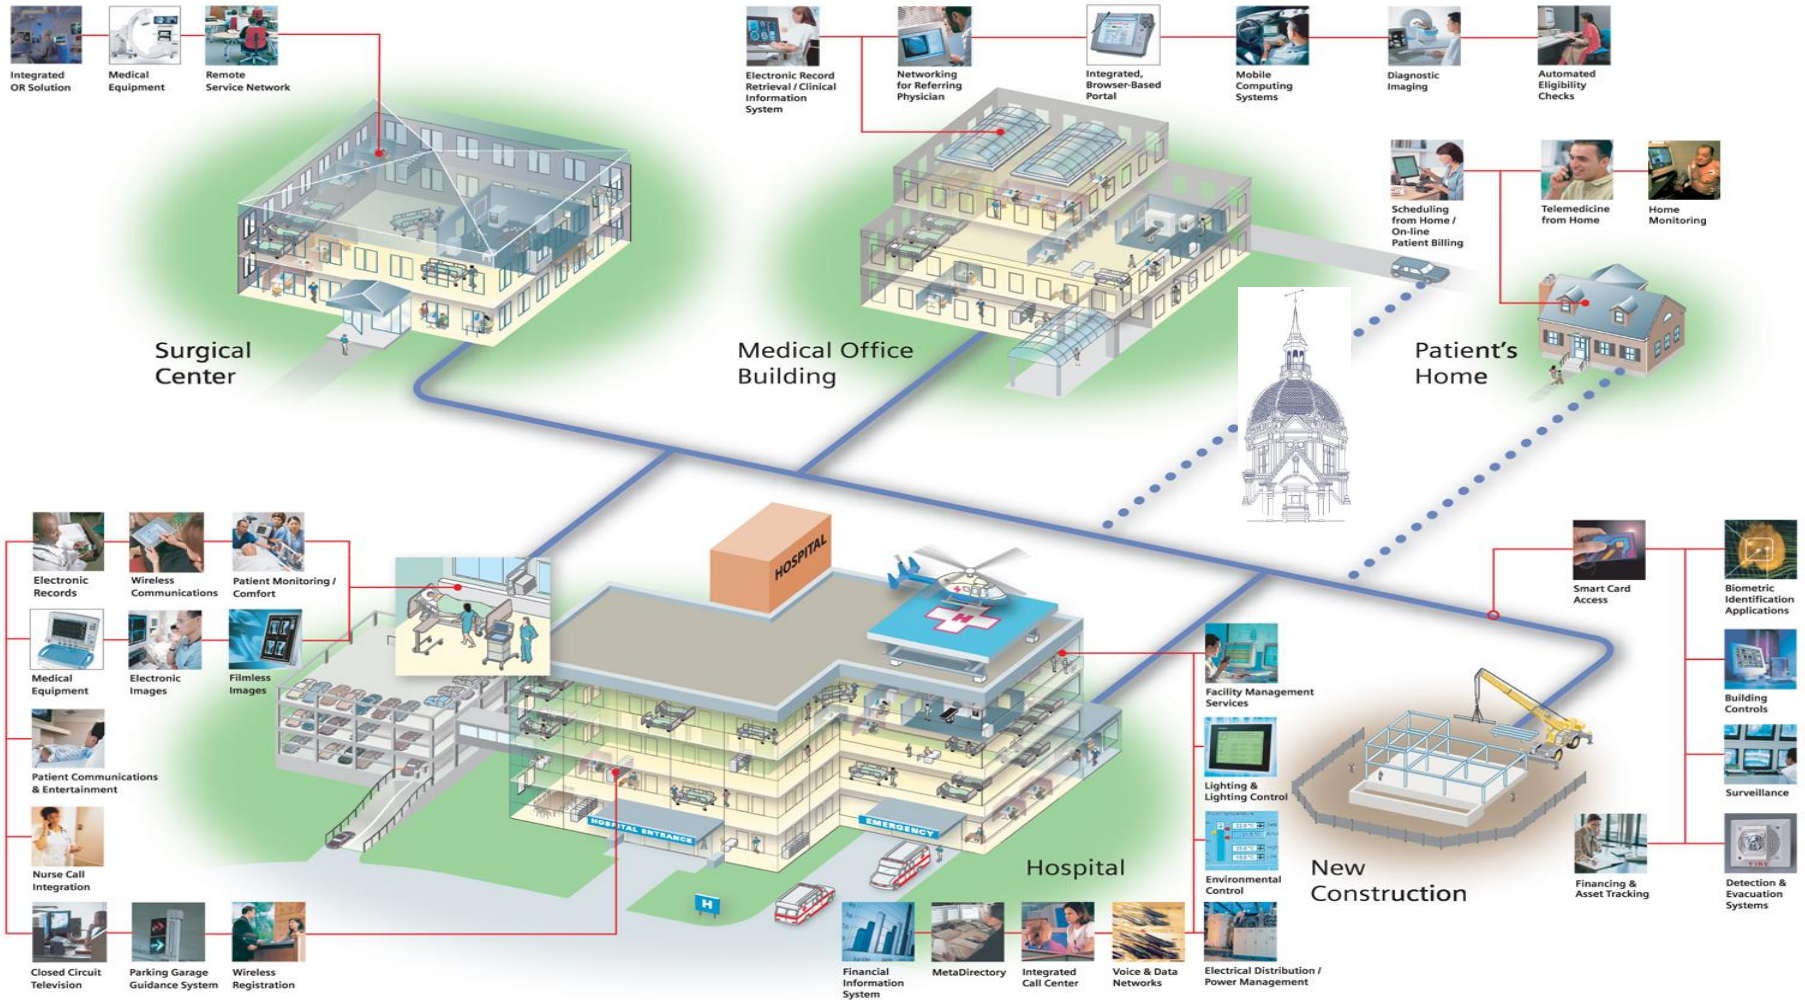 Integrated
OR Solution
Medical
Equipment
Remote
Service Network
Electronic Record
Retrieval / Clinical
Information
System
Networking
for Referring
Physician
Integrated,
Browser-Based
Portal
Mobile
Computing
Systems
Diagnostic
Imaging
Automated
Eligibility
Checks
Scheduling
from Home /
On-line
Patient Billing
Telemedicine
from Home
Home
Monitoring
Surgical
Center
Medical Office
Building
Patient's
Home
Electronic
Records
Wireless
Communications
Patient Monitoring /
Comfort
Medical
Equipment
Electronic
Images
Filmless
Images
Patient Communications
& Entertainment
Nurse Call
Integration
Closed Circuit
Television
Parking Garage
Guidance System
Wireless
Registration
HOSPITAL
H
HOSPITAL ENTRANCE
EMERGENCY
H
Hospital
Smart Card
Access
Biometric
Identification
Applications
Building
Controls
Surveillance
Detection &
Evacuation
Systems
Financing &
Asset Tracking
Facility Management
Services
Lighting &
Lighting Control
Environmental
Control
Electrical Distribution /
Power Management
New
Construction
Financial
Information
System
MetaDirectory
Integrated
Call Center
Voice & Data
Networks
FIRE